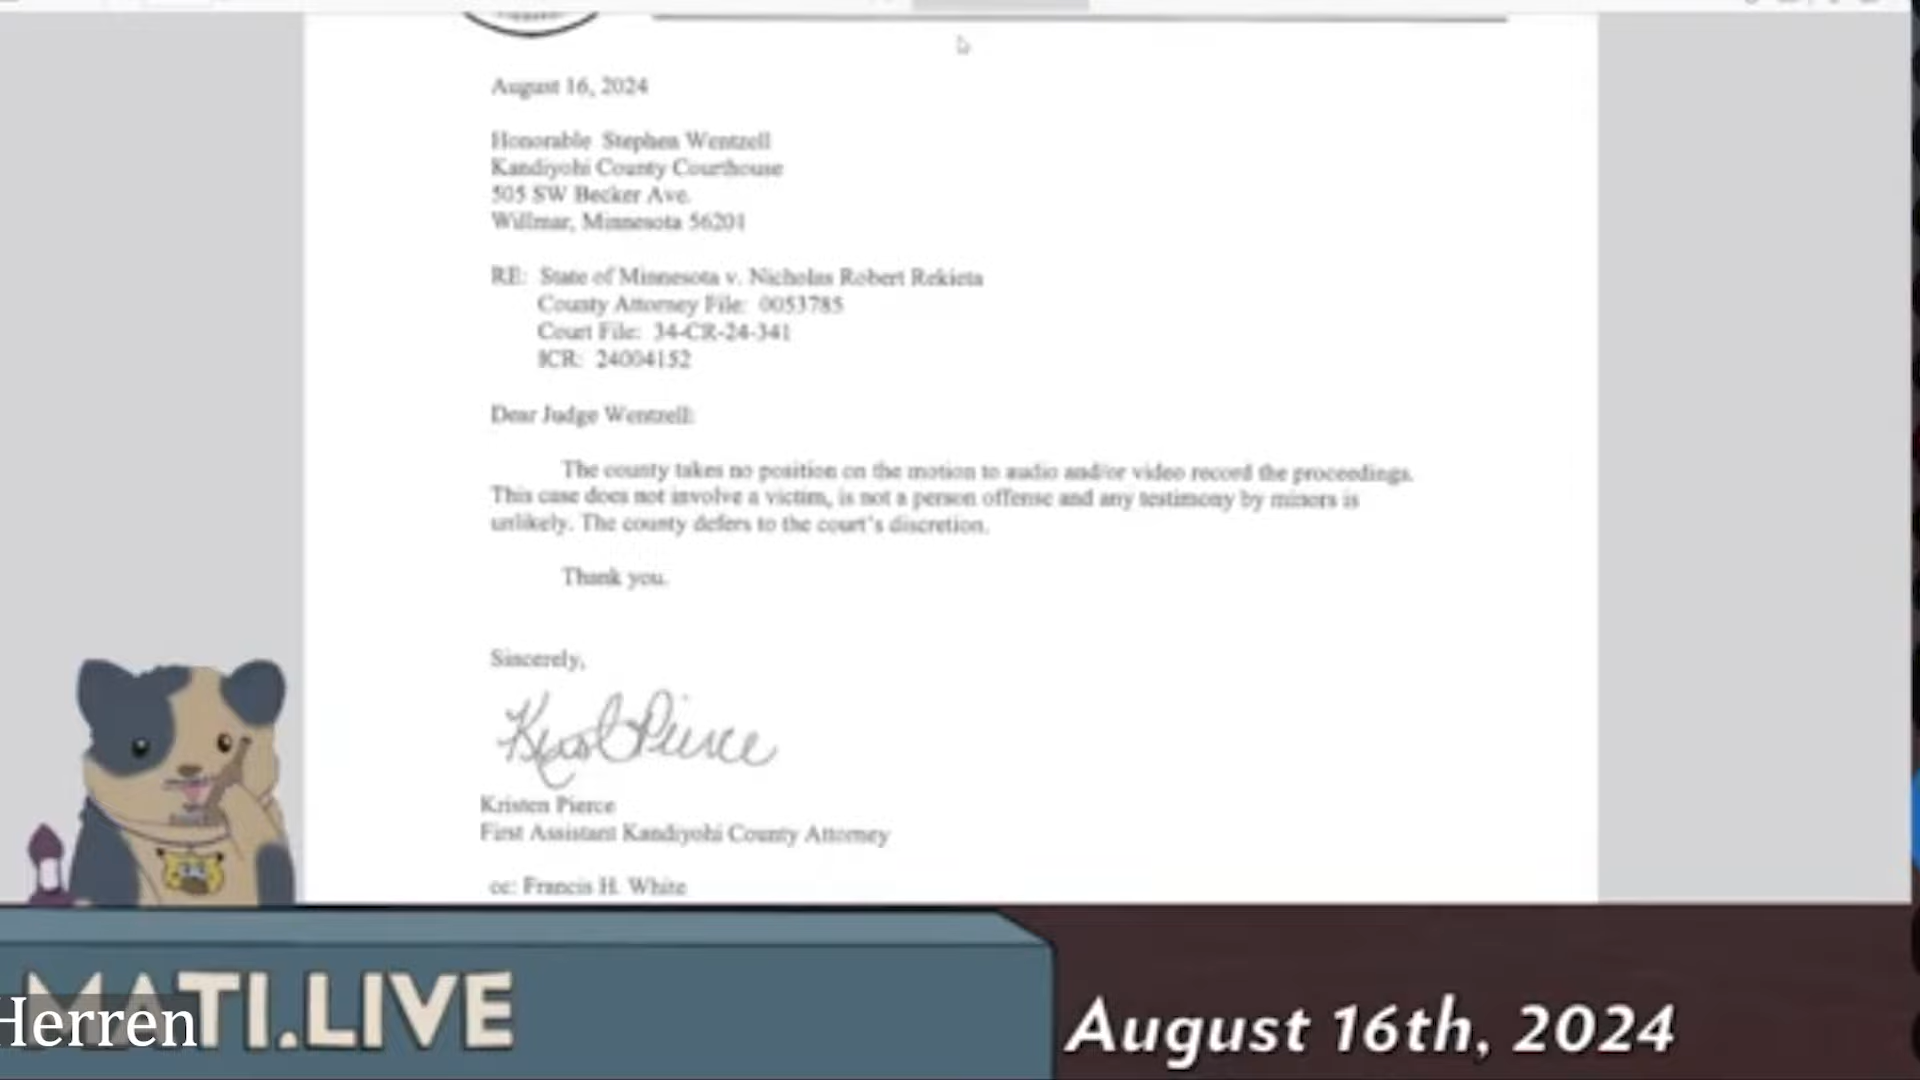 August 16, 2024
Honorable Stephen Wentzell
Kandiyohi County Courthouse
505 SW Becker Ave.
Willmar, Minnesota 56201
RE: State of Minnesota v. Nicholas Robert Rekieta
County Attorney File: 0053785
Court File: 34-CR-24-341
ICR: 24004152
Dear Judge Wentzell:
The county takes no position on the motion to audio and/or video record the proceedings.
This case does not involve a victim, is not a person offense and any testimony by minors is
unlikely. The county defers to the court's discretion.
Thank you.
Sincerely,
Kristen Pierce
First Assistant Kandiyohi County Attorney
cc: Francis H. White
MATI.LIVE
Herren
August 16th, 2024